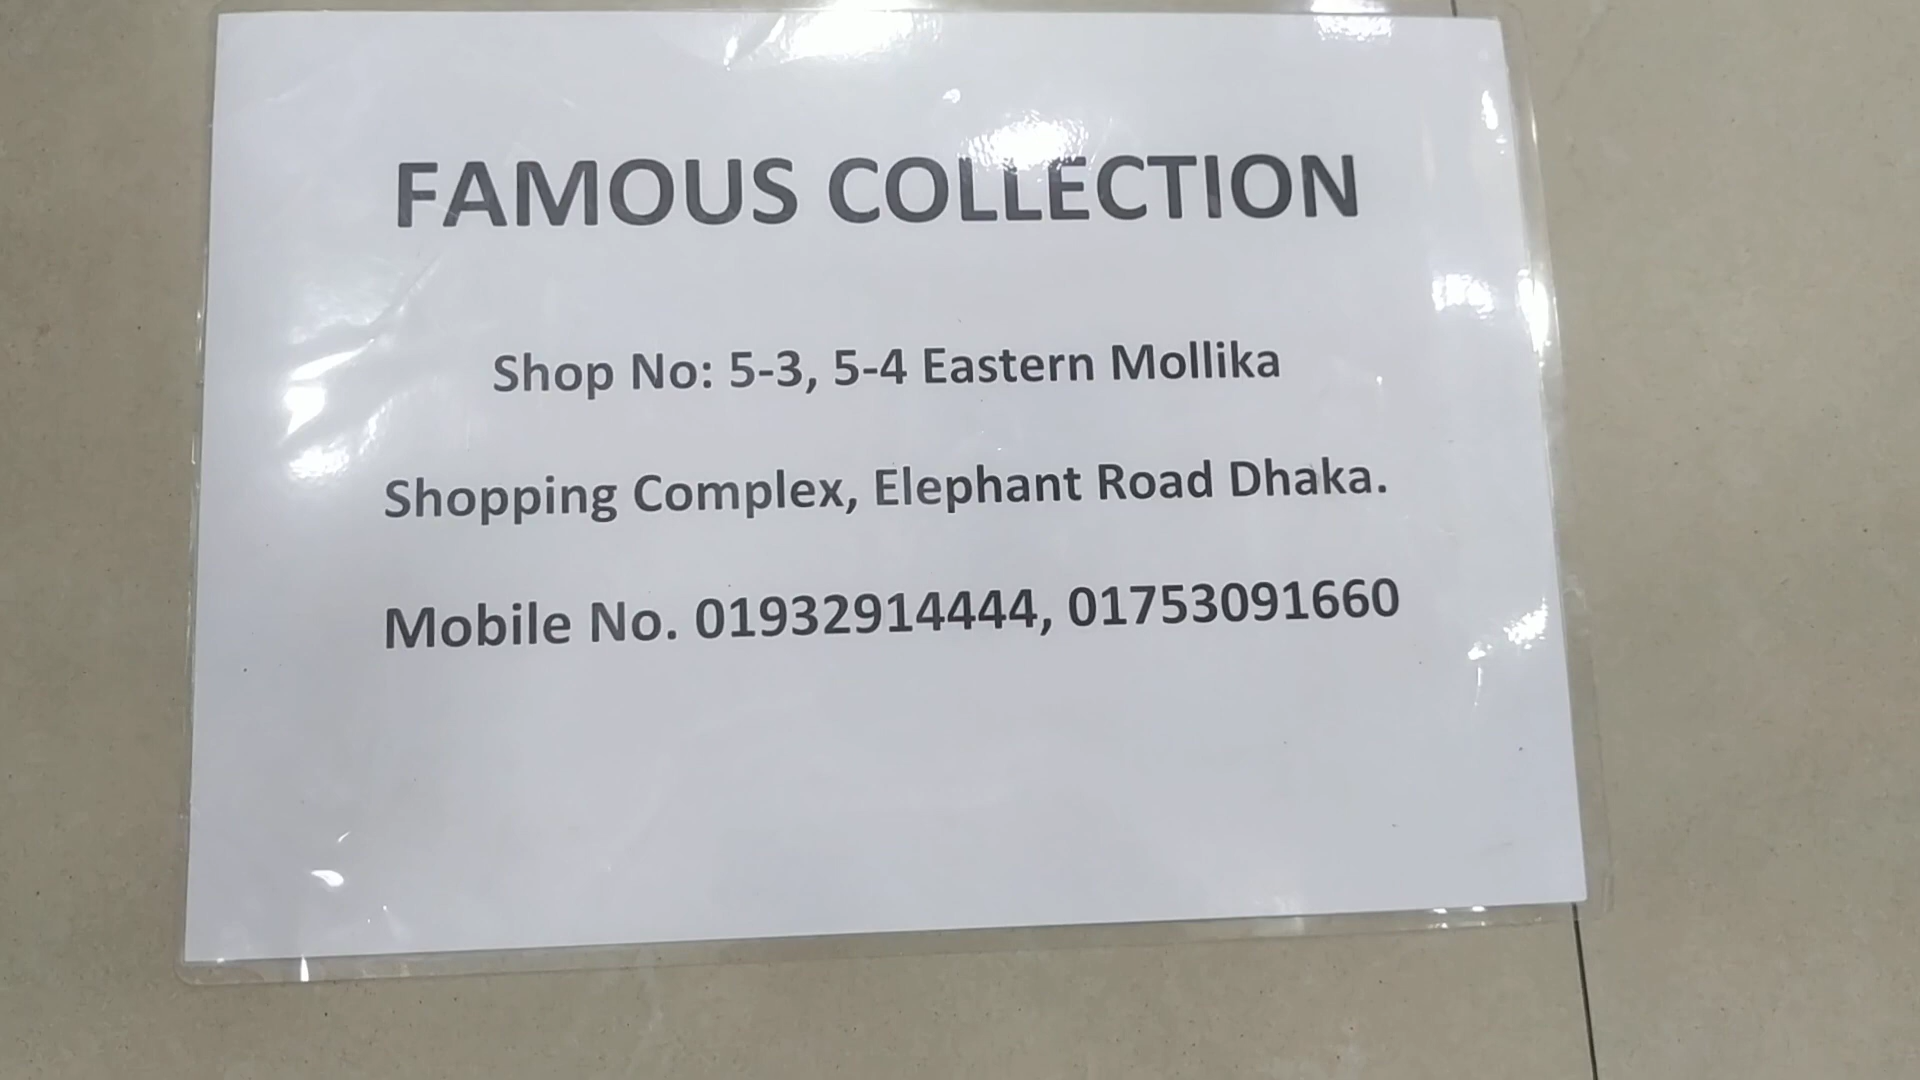 FAMOUS COLLECTION
Shop No: 5-3, 5-4 Eastern Mollika
Shopping Complex, Elephant Road Dhaka.
Mobile No. 01932914444, 01753091660